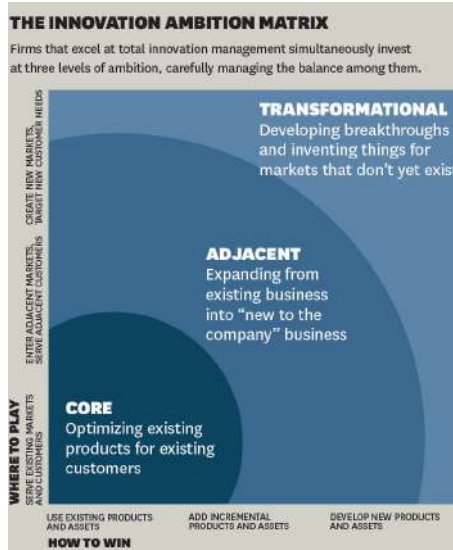 THE INNOVATION AMBITION MATRIX
Firms that excel at total innovation management simultaneously invest
at three levels of ambition, carefully managing the balance among them.
CREATE NEW MARKETS,
TARGET NEW CUSTOMER NEEDS
ENTER ADJACENT MARKETS,
SERVE ADJACENT CUSTOMERS
SERVE EXISTING MARKETS
AND CUSTOMERS
WHERE TO PLAY
TRANSFORMATIONAL
Developing breakthroughs
and inventing things for
markets that don't yet exis
ADJACENT
Expanding from
existing business
into “new to the
company” business
CORE
Optimizing existing
products for existing
customers
USE EXISTING PRODUCTS
AND ASSETS
ADD INCREMENTAL
PRODUCTS AND ASSETS
DEVELOP NEW PRODUCTS
AND ASSETS
HOW TO WIN